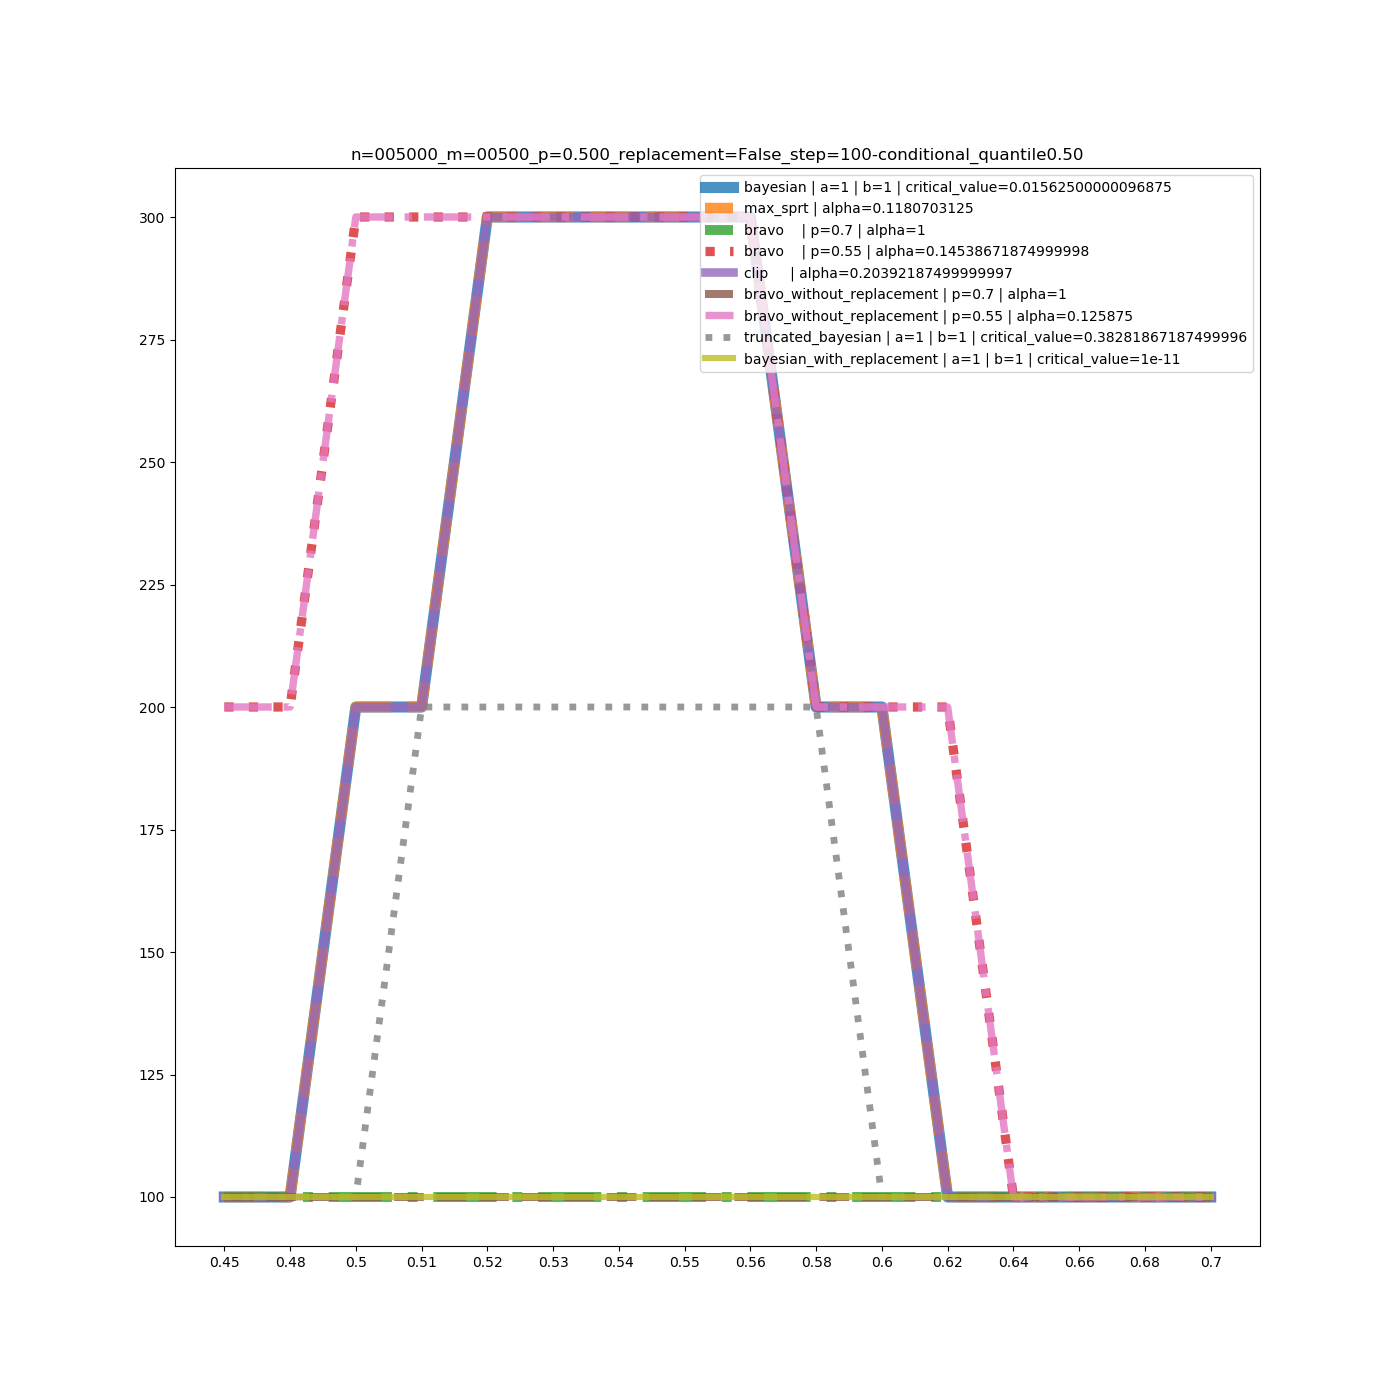 n=005000_m=00500_p=0.500_replacement=False_step=100-conditional_quantile0.50
bayesian | a=1 | b=1 | critical_value=0.01562500000096875
max_sprt | alpha=0.1180703125
bravo | p=0.7 | alpha=1
bravo | p=0.55 | alpha=0.14538671874999998
clip | alpha=0.20392187499999997
bravo_without_replacement | p=0.7 | alpha=1
bravo_without_replacement | p=0.55 | alpha=0.125875
truncated_bayesian | a=1 | b=1 | critical_value=0.38281867187499996
bayesian_with_replacement | a=1 | b=1 | critical_value=1e-11
300
275
250
225
200
175
150
125
100
0.45 0.48 0.5 0.51 0.52 0.53 0.54 0.55 0.56 0.58 0.6 0.62 0.64 0.66 0.68 0.7